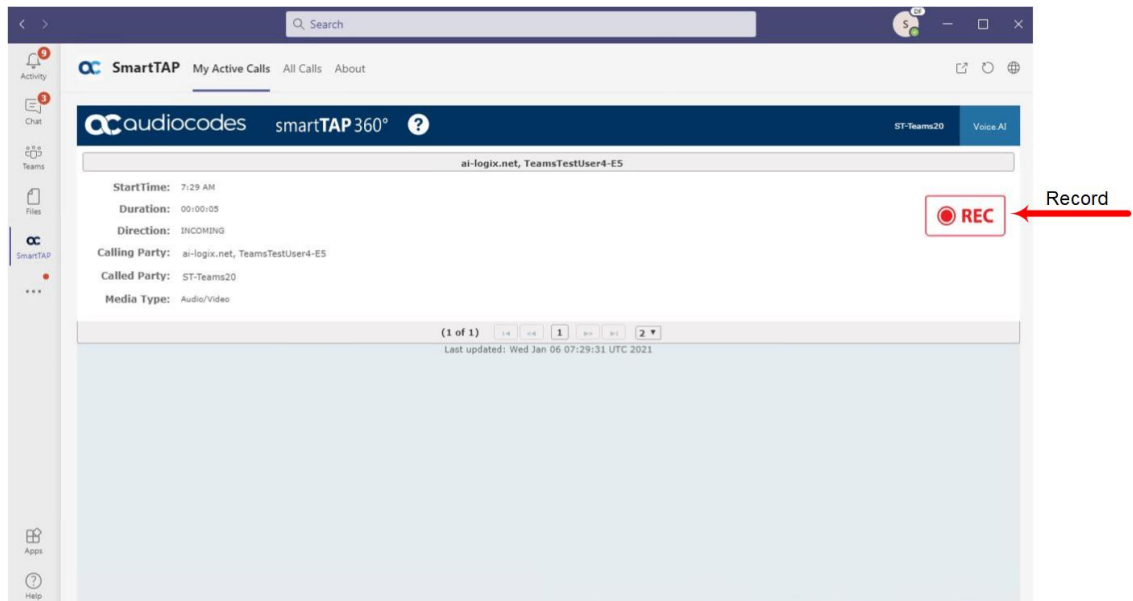 Search
DF
S
9
Activity
SmartTAP My Active Calls All Calls About
3
Chat
audiocodes smartTAP 360° ?
ST-Teams20 Voice.AI
Teams
ai-logix.net, TeamsTestUser4-E5
StartTime: 7:29 AM
Files
Duration: 00:00:05
REC
Record
Direction: INCOMING
SmartTAP
Calling Party: ai-logix.net, TeamsTestUser4-E5
Called Party: ST-Teams20
Media Type: Audio/Video
(1 of 1) 1 2
Last updated: Wed Jan 06 07:29:31 UTC 2021
Apps
Help